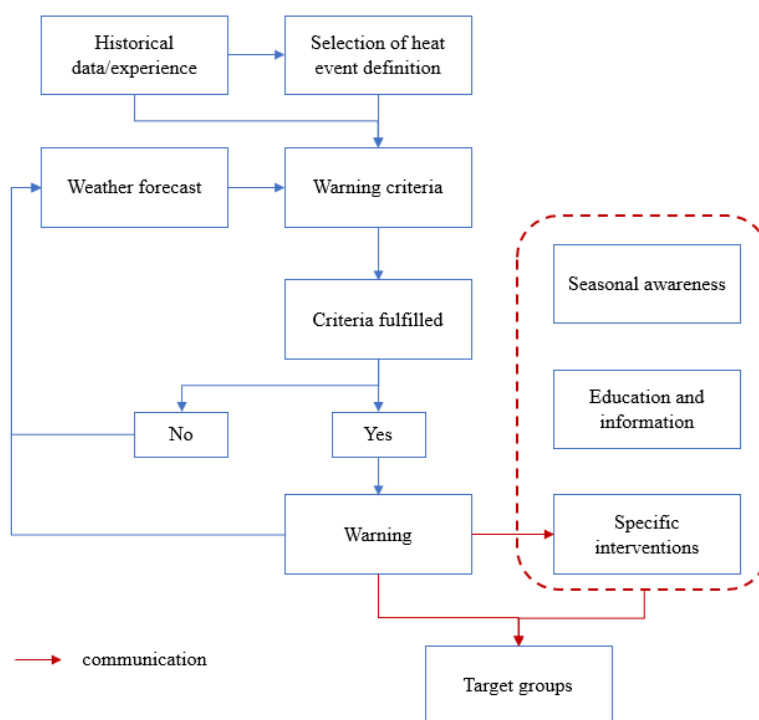 Historical
data/experience
Selection of heat
event definition
Weather forecast
Warning criteria
Seasonal awareness
Criteria fulfilled
Education and
information
No
Yes
Warning
Specific
interventions
communication
Target groups